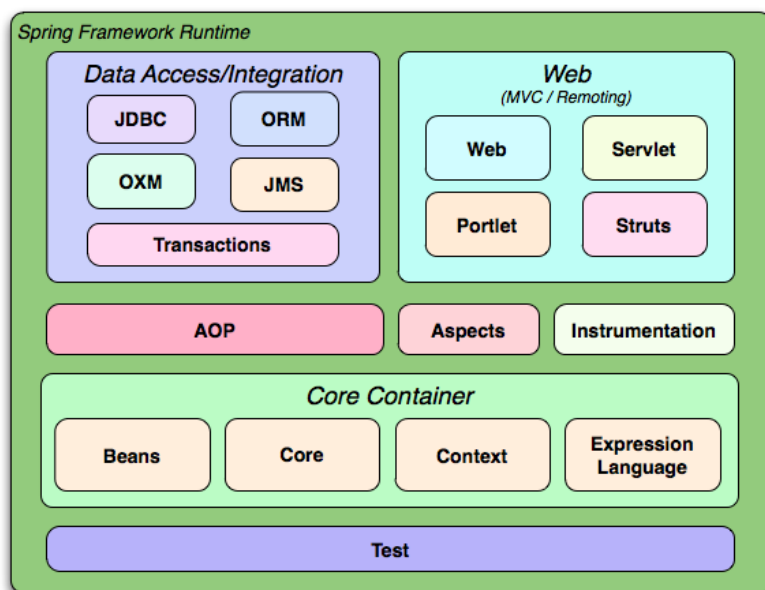 Spring Framework Runtime
Data Access/Integration
JDBC
ORM
OXM
JMS
Transactions
Web
(MVC / Remoting)
Web
Servlet
Portlet
Struts
AOP
Aspects
Instrumentation
Core Container
Beans
Core
Context
Expression
Language
Test